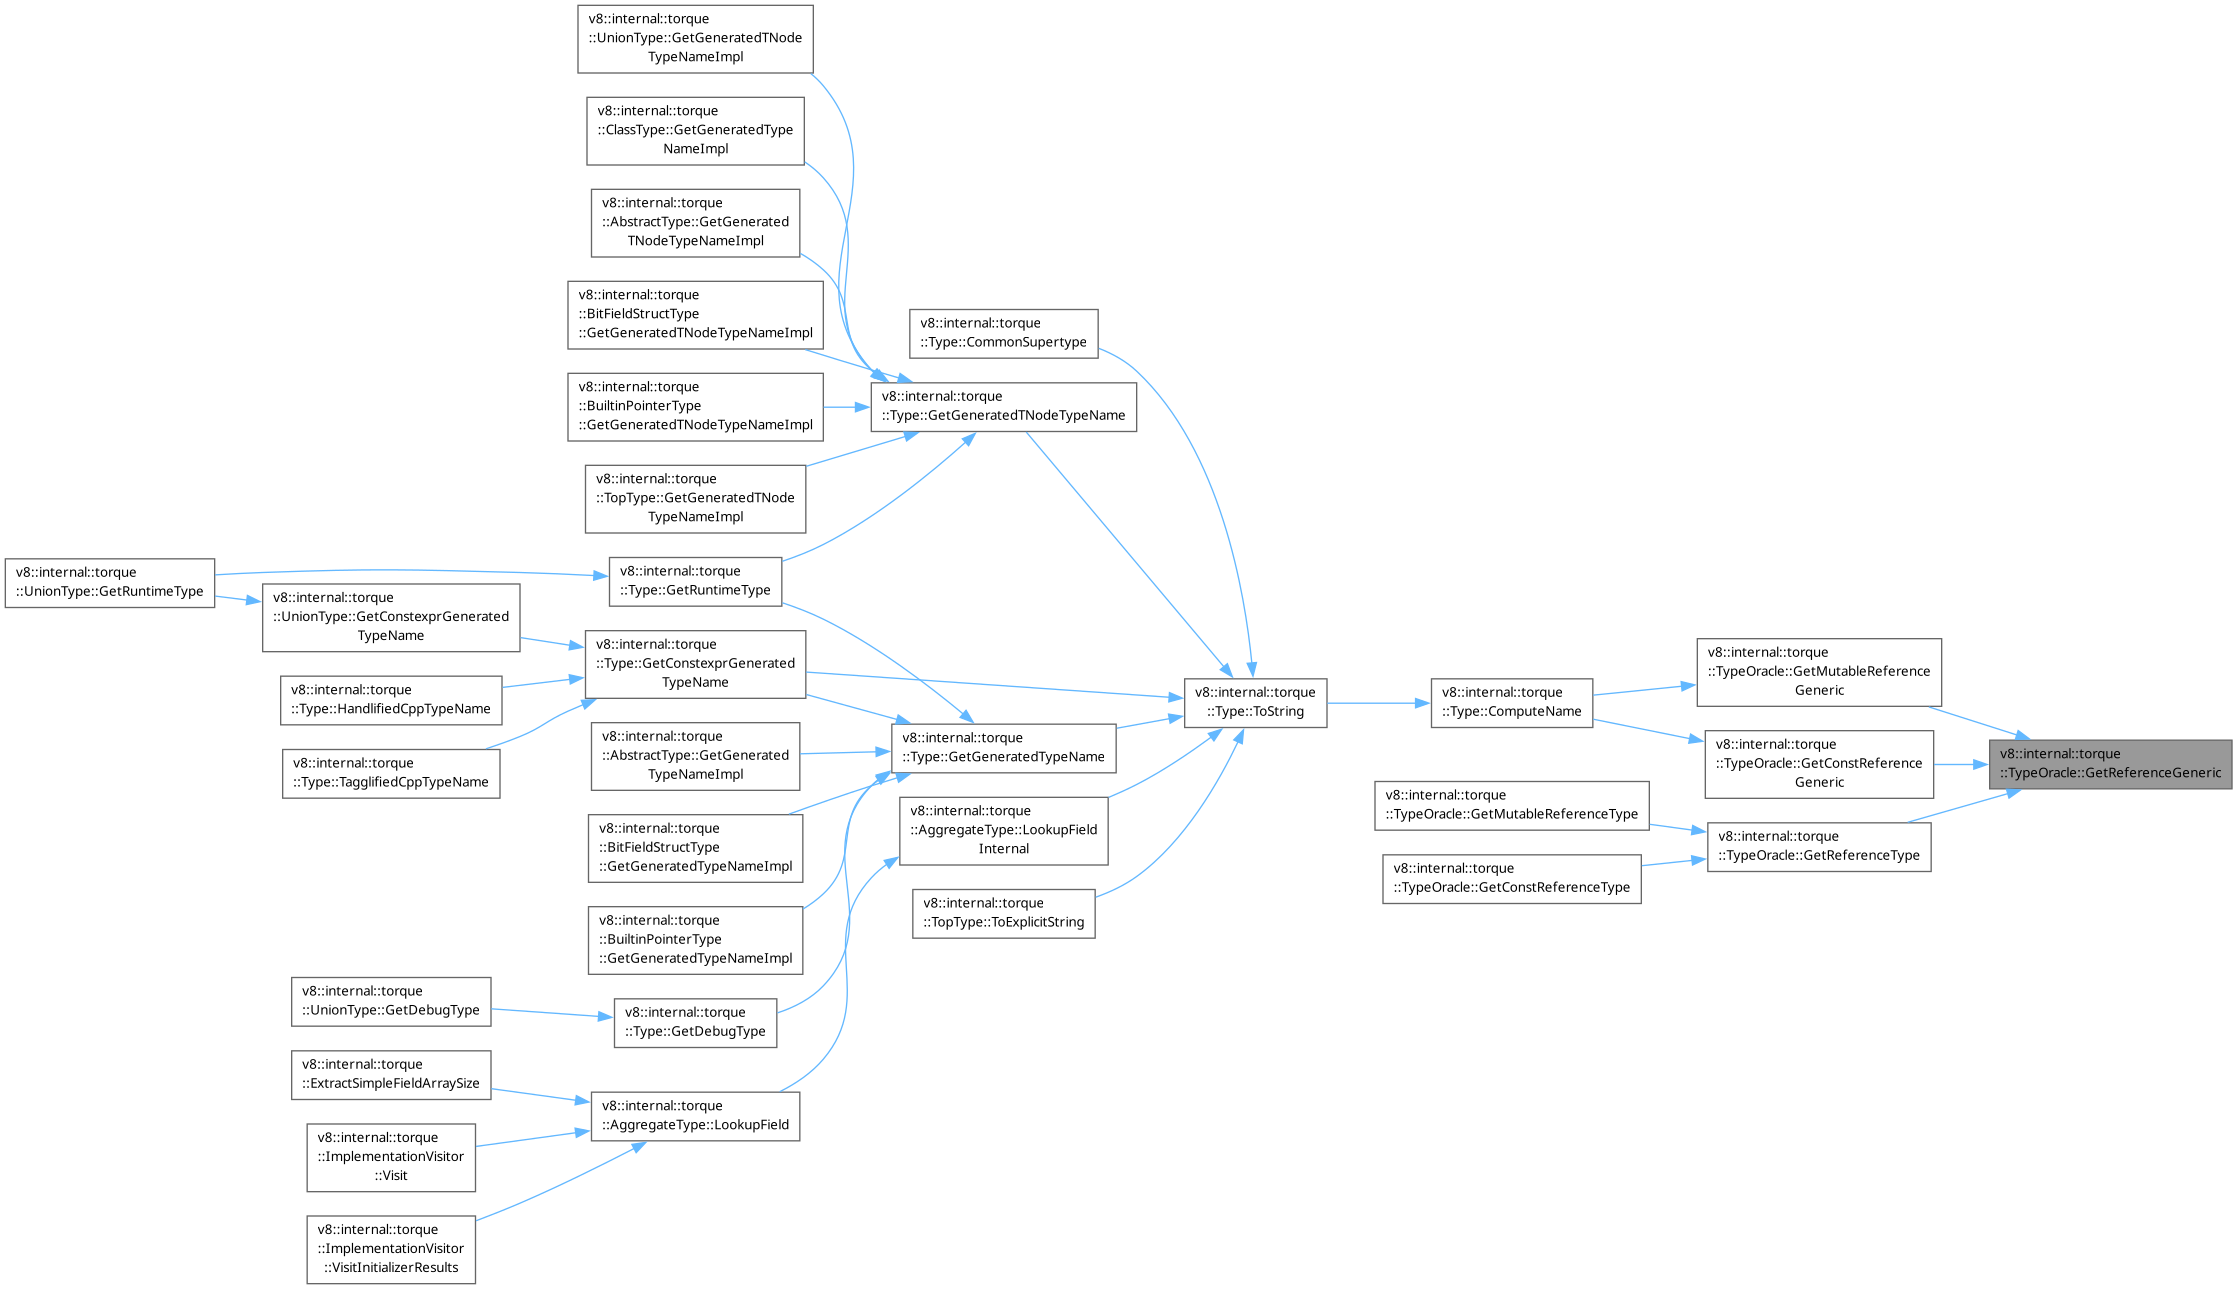 v8::internal::torque
::UnionType::GetGeneratedTNode
TypeNameImpl
v8::internal::torque
::ClassType::GetGeneratedType
NameImpl
v8::internal::torque
::AbstractType::GetGenerated
TNodeTypeNameImpl
v8::internal::torque
::BitFieldStructType
::GetGeneratedTNodeTypeNameImpl
v8::internal::torque
::Type::CommonSupertype
v8::internal::torque
::BuiltinPointerType
::GetGeneratedTNodeTypeNameImpl
v8::internal::torque
::Type::GetGeneratedTNodeTypeName
v8::internal::torque
::TopType::GetGeneratedTNode
TypeNameImpl
v8::internal::torque
::UnionType::GetRuntimeType
v8::internal::torque
::UnionType::GetConstexprGenerated
TypeName
v8::internal::torque
::Type::GetRuntimeType
v8::internal::torque
::Type::GetConstexprGenerated
TypeName
v8::internal::torque
::Type::HandlifiedCppTypeName
v8::internal::torque
::Type::TagglifiedCppTypeName
v8::internal::torque
::AbstractType::GetGenerated
TypeNameImpl
v8::internal::torque
::Type::GetGeneratedTypeName
v8::internal::torque
::Type::ToString
v8::internal::torque
::Type::ComputeName
v8::internal::torque
::TypeOracle::GetMutableReference
Generic
v8::internal::torque
::TypeOracle::GetConstReference
Generic
v8::internal::torque
::TypeOracle::GetReferenceGeneric
v8::internal::torque
::TypeOracle::GetMutableReferenceType
v8::internal::torque
::TypeOracle::GetReferenceType
v8::internal::torque
::TypeOracle::GetConstReferenceType
v8::internal::torque
::BitFieldStructType
::GetGeneratedTypeNameImpl
v8::internal::torque
::AggregateType::LookupField
Internal
v8::internal::torque
::TopType::ToExplicitString
v8::internal::torque
::BuiltinPointerType
::GetGeneratedTypeNameImpl
v8::internal::torque
::UnionType::GetDebugType
v8::internal::torque
::Type::GetDebugType
v8::internal::torque
::ExtractSimpleFieldArraySize
v8::internal::torque
::AggregateType::LookupField
v8::internal::torque
::ImplementationVisitor
::Visit
v8::internal::torque
::ImplementationVisitor
::VisitInitializerResults